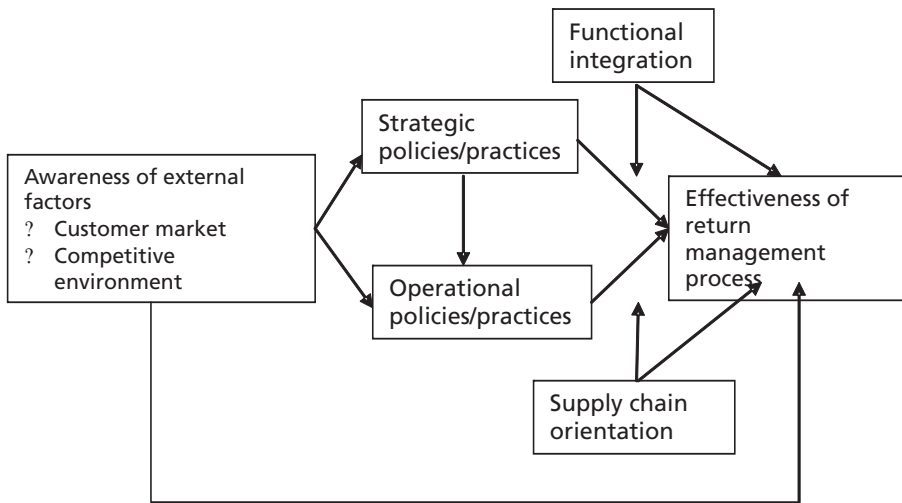 Functional
integration
Strategic
policies/practices
Awareness of external
factors
? Customer market
? Competitive
environment
Effectiveness of
return
management
process
Operational
policies/practices
Supply chain
orientation